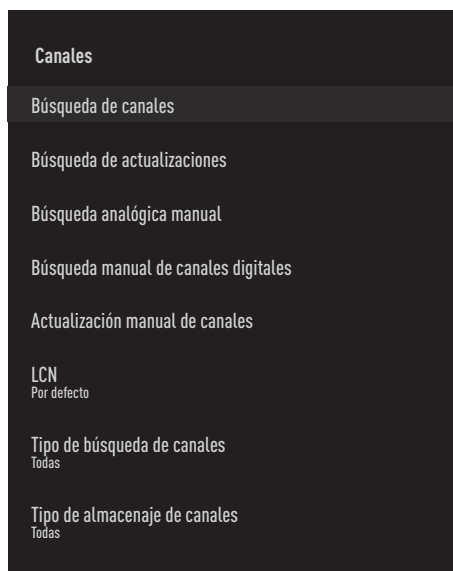 Canales
Búsqueda de canales
Búsqueda de actualizaciones
Búsqueda analógica manual
Búsqueda manual de canales digitales
Actualización manual de canales
LCN
Por defecto
Tipo de búsqueda de canales
Todas
Tipo de almacenaje de canales
Todas